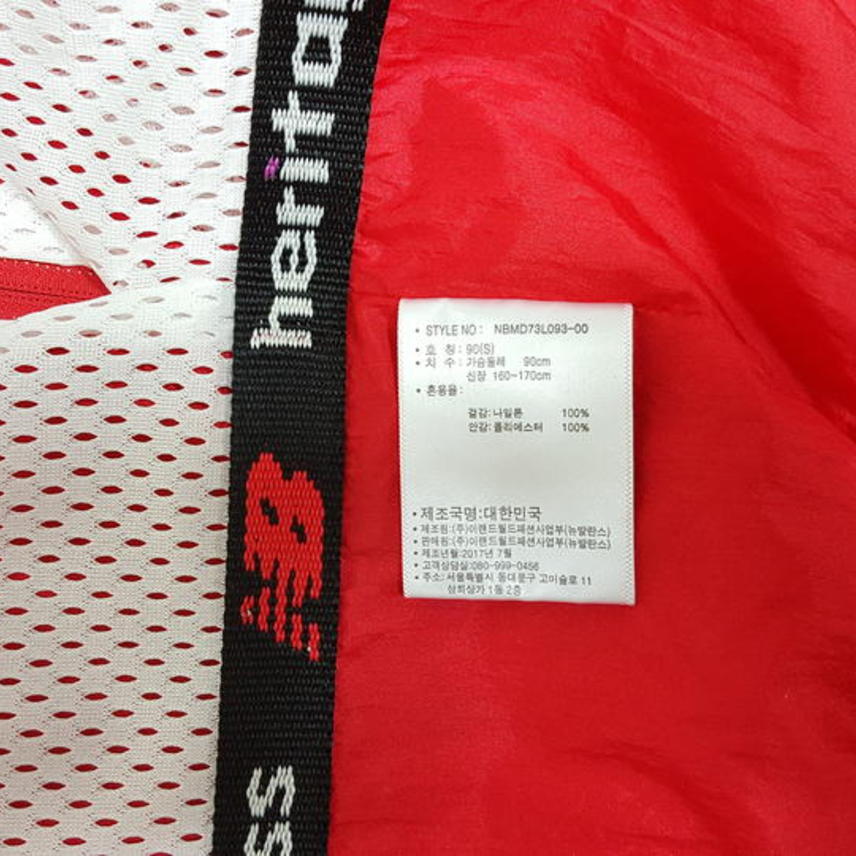 heritag
NB
ss
• STYLE NO : NBMD73L093-00
• 호 칭 : 90(S)
• 치 수 : 가슴둘레 90cm
신장 160~170cm
• 혼용율 :
겉감: 나일론 100%
안감: 폴리에스터 100%
• 제조국명:대한민국
• 제조원:(주)이랜드월드패션사업부(뉴발란스)
• 판매원:(주)이랜드월드패션사업부(뉴발란스)
• 제조년월:2017년 7월
• 고객상담실:080-999-0456
• 주소: 서울특별시 동대문구 고미술로 11
삼희상가 1동 2층